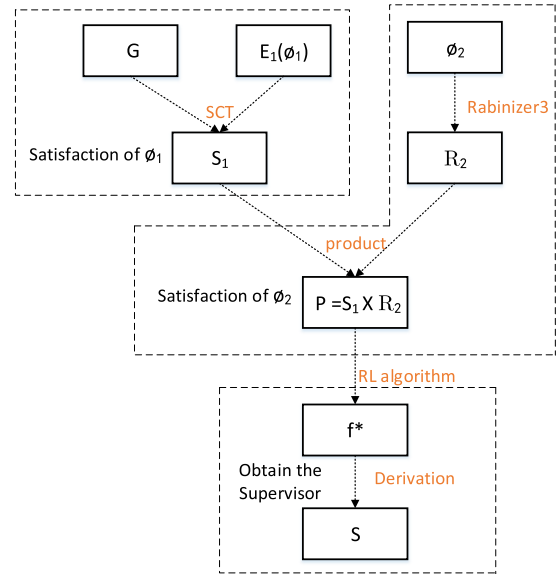 G
E₁(ø₁)
ø₂
SCT
Rabinizer3
Satisfaction of ø₁
S₁
R₂
product
Satisfaction of ø₂
P =S₁ X R₂
RL algorithm
f*
Obtain the
Supervisor
Derivation
S